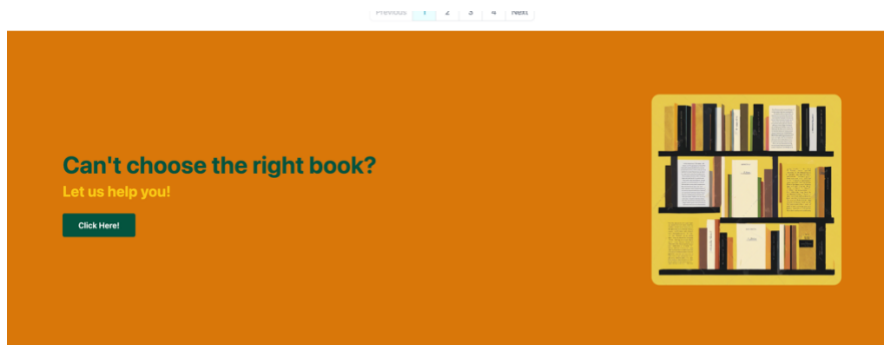 Previous 1 2 3 4 Next
Can't choose the right book?
Let us help you!
Click Here!